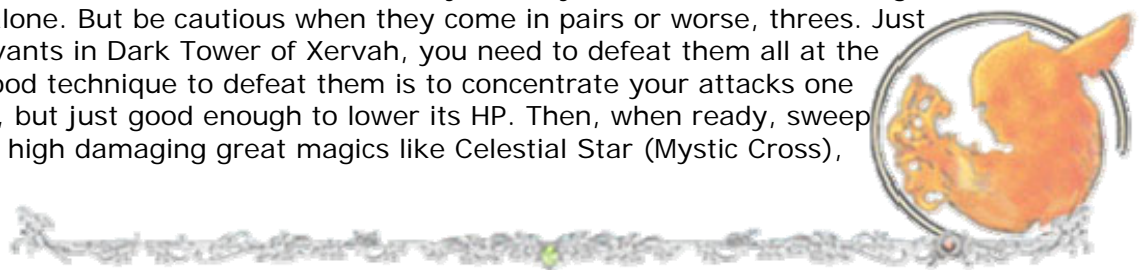 lone. But be cautious when they come in pairs or worse, threes. Just
vants in Dark Tower of Xervah, you need to defeat them all at the
ood technique to defeat them is to concentrate your attacks one
, but just good enough to lower its HP. Then, when ready, sweep
high damaging great magics like Celestial Star (Mystic Cross),